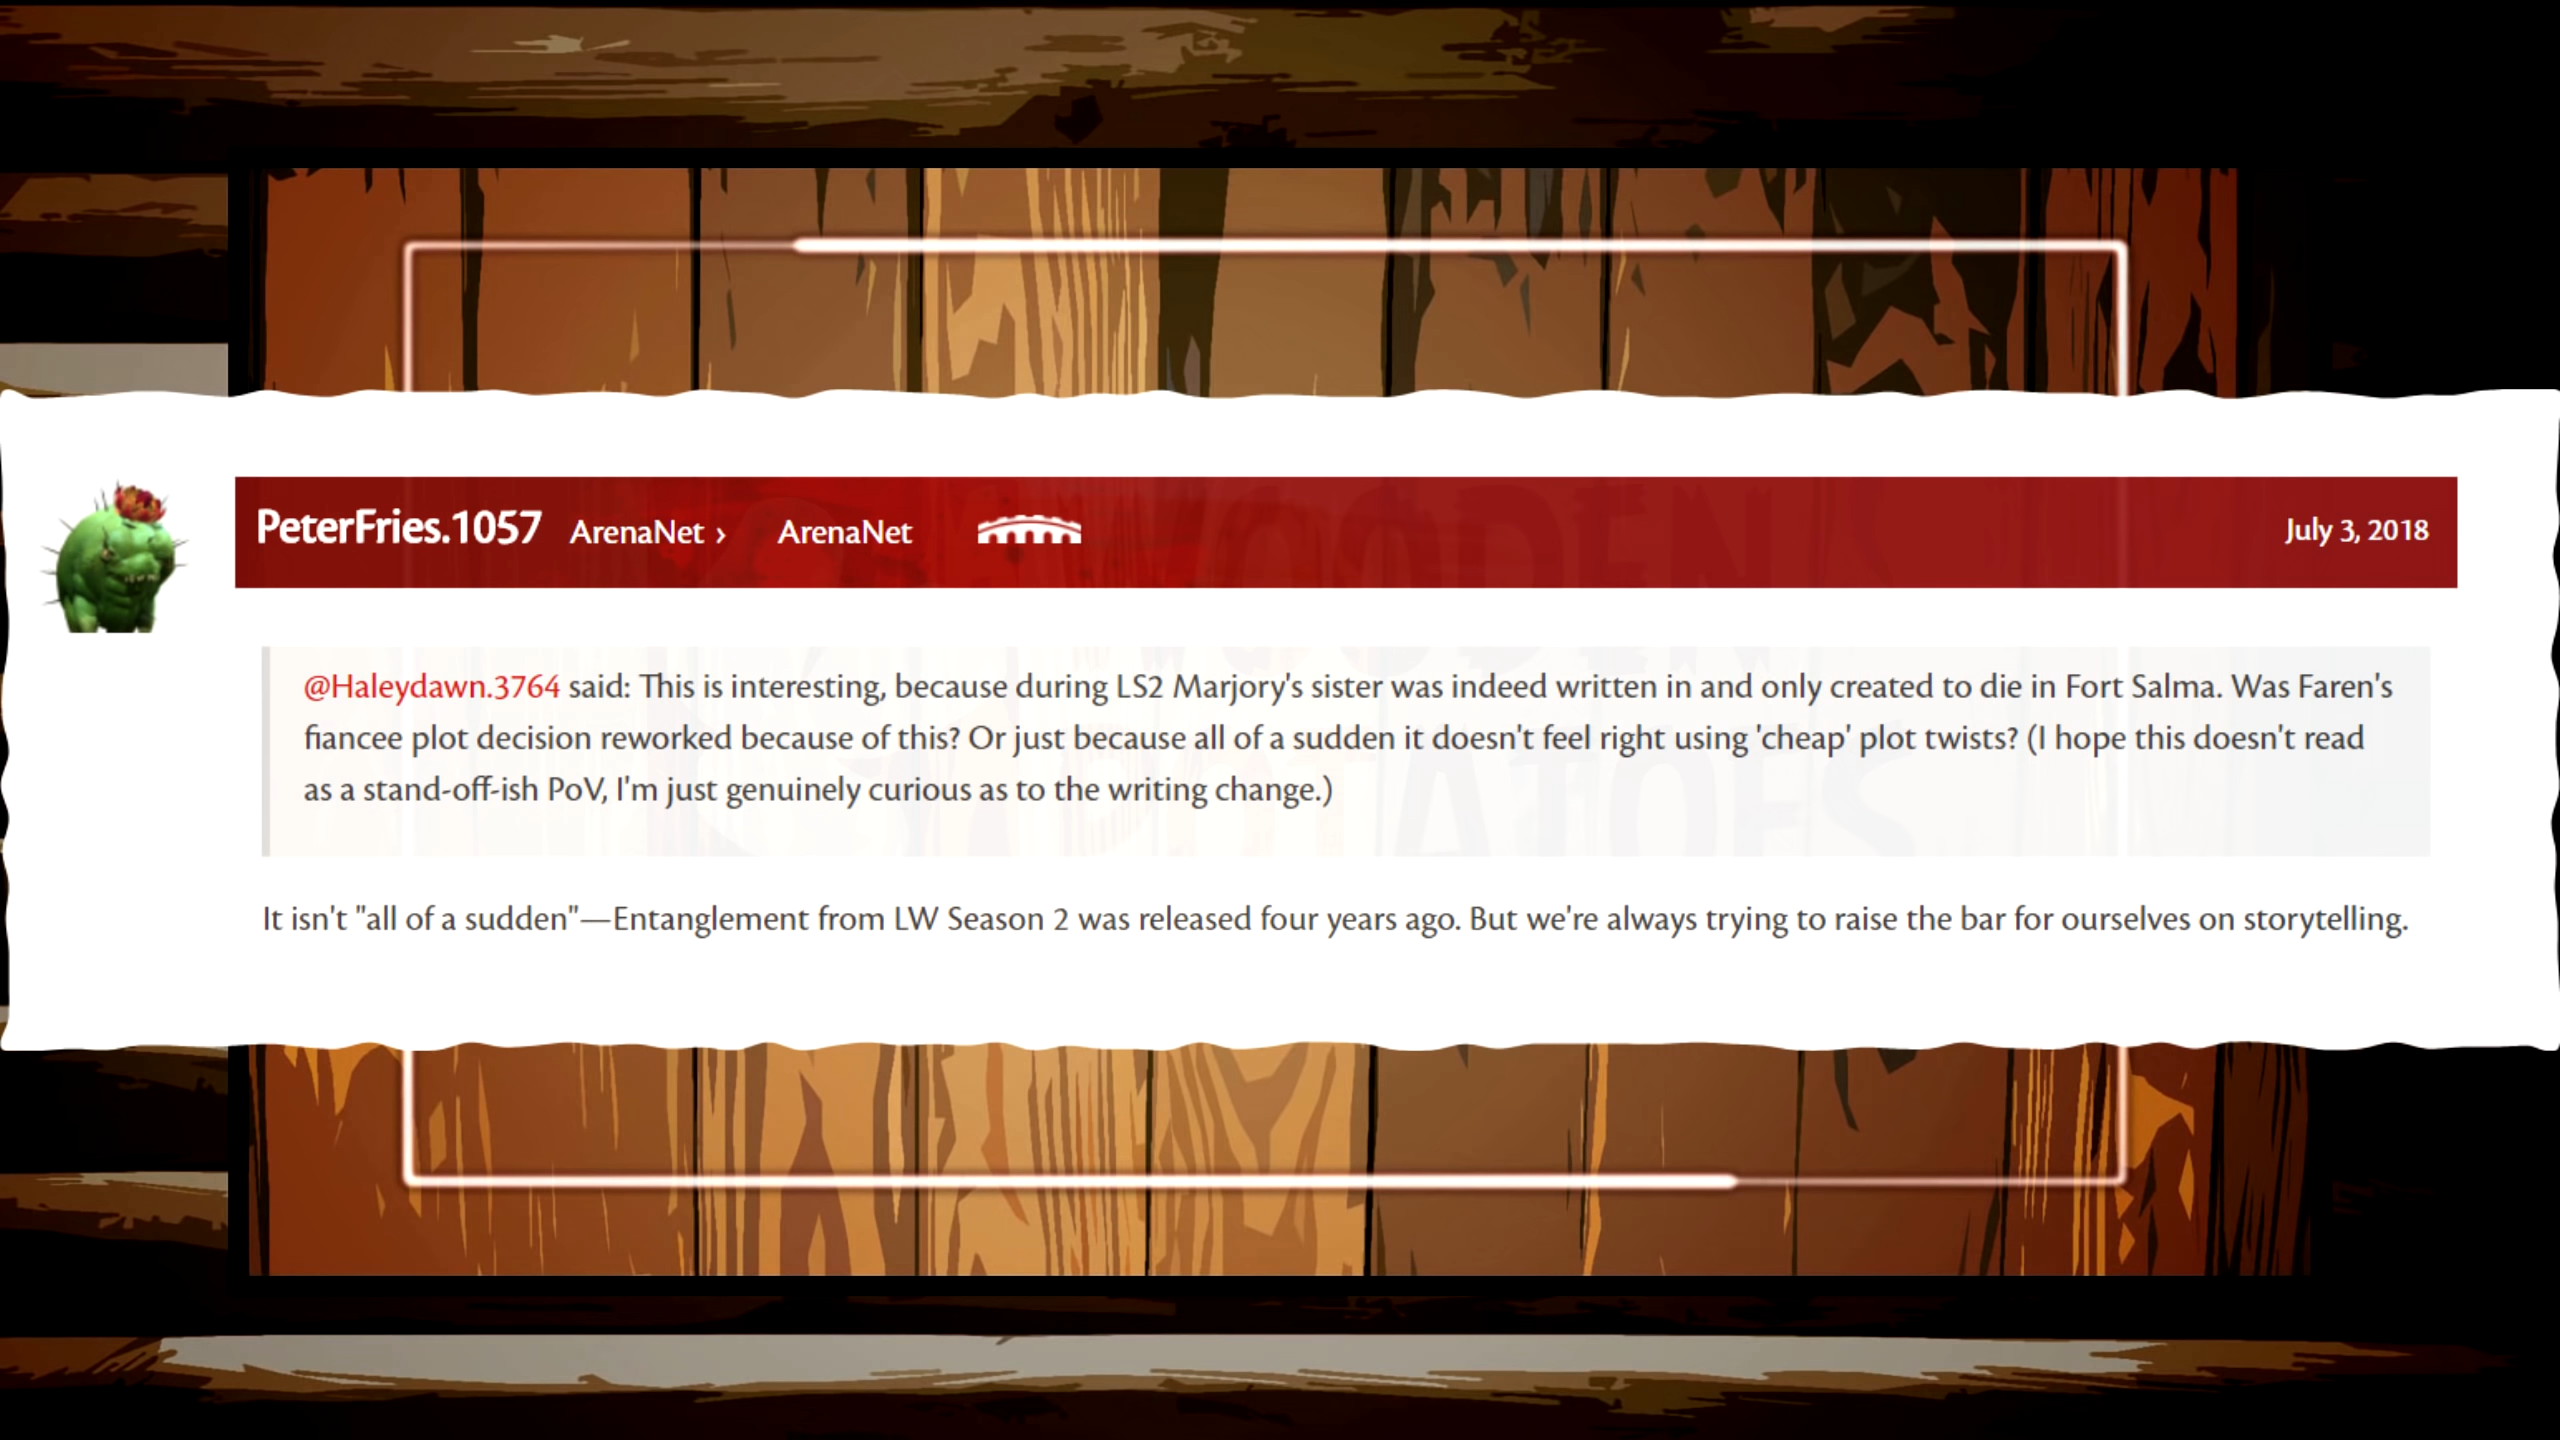 PeterFries.1057 ArenaNet › ArenaNet July 3, 2018
@Haleydawn.3764 said: This is interesting, because during LS2 Marjory's sister was indeed written in and only created to die in Fort Salma. Was Faren's
fiancee plot decision reworked because of this? Or just because all of a sudden it doesn't feel right using 'cheap' plot twists? (I hope this doesn't read
as a stand-off-ish PoV, I'm just genuinely curious as to the writing change.)
It isn't "all of a sudden"—Entanglement from LW Season 2 was released four years ago. But we're always trying to raise the bar for ourselves on storytelling.
WOODEN
POTATOES